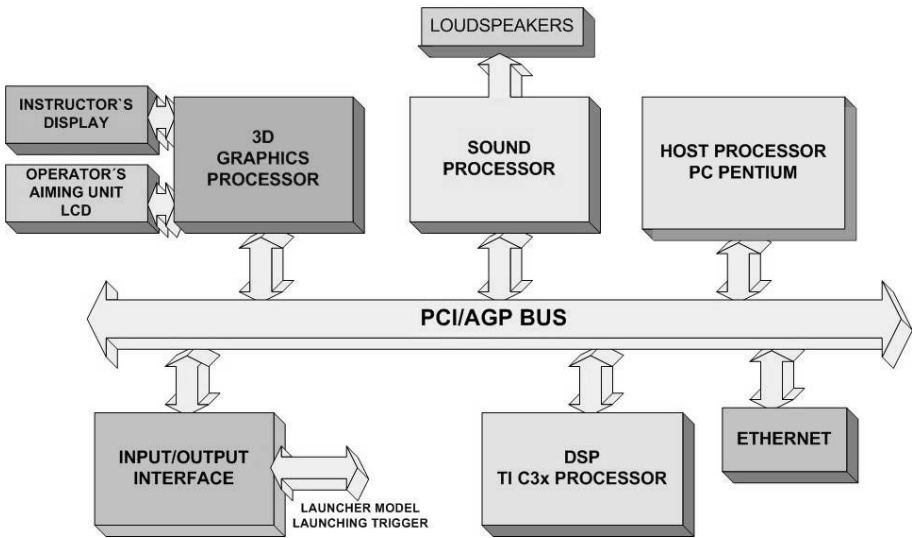 LOUDSPEAKERS
INSTRUCTOR`S
DISPLAY
OPERATOR´S
AIMING UNIT
LCD
3D
GRAPHICS
PROCESSOR
SOUND
PROCESSOR
HOST PROCESSOR
PC PENTIUM
PCI/AGP BUS
INPUT/OUTPUT
INTERFACE
LAUNCHER MODEL
LAUNCHING TRIGGER
DSP
TI C3x PROCESSOR
ETHERNET